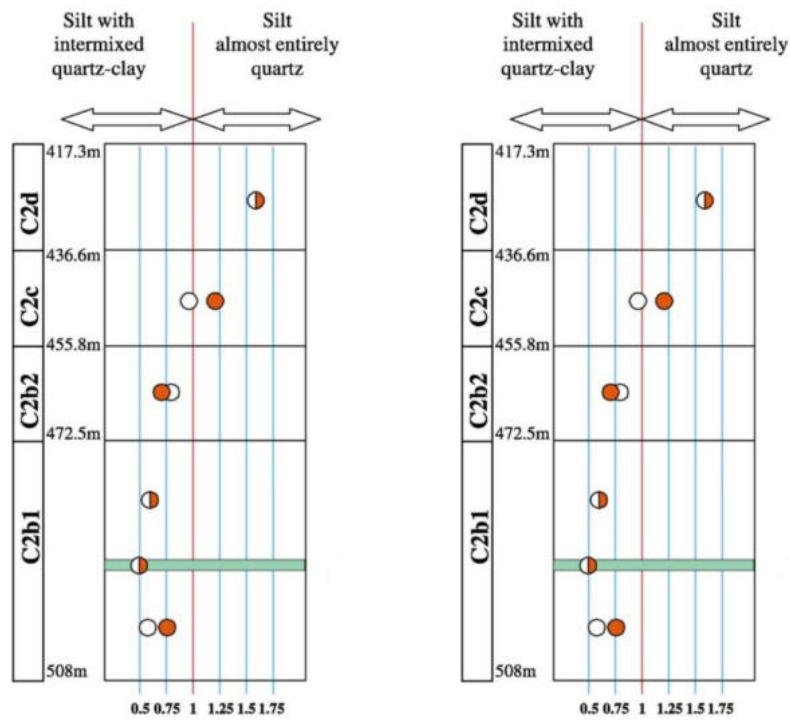 Silt with
intermixed
quartz-clay
Silt
almost entirely
quartz
417.3m
C2d
436.6m
C2c
455.8m
C2b2
472.5m
C2b1
508m
0.5 0.75 1 1.25 1.5 1.75
Silt with
intermixed
quartz-clay
Silt
almost entirely
quartz
417.3m
C2d
436.6m
C2c
455.8m
C2b2
472.5m
C2b1
508m
0.5 0.75 1 1.25 1.5 1.75